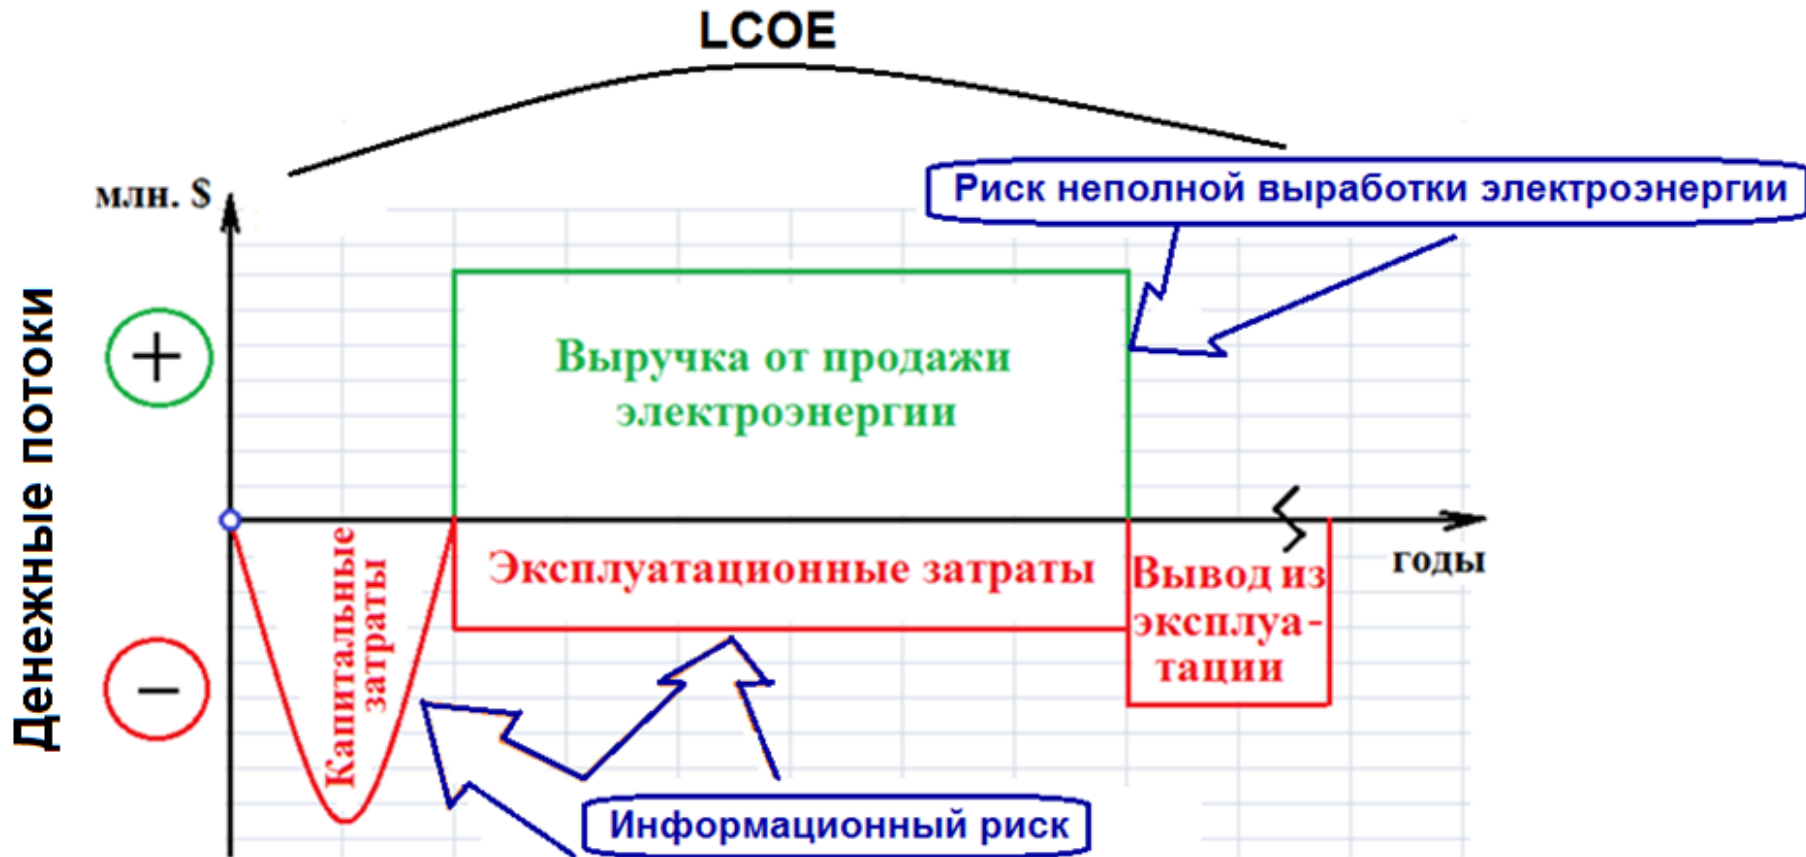 LCOE
млн. $
Риск неполной выработки электроэнергии
Денежные потоки
+
Выручка от продажи
электроэнергии
годы
Капитальные
затраты
Эксплуатационные затраты
Вывод из
эксплуа-
тации
−
Информационный риск